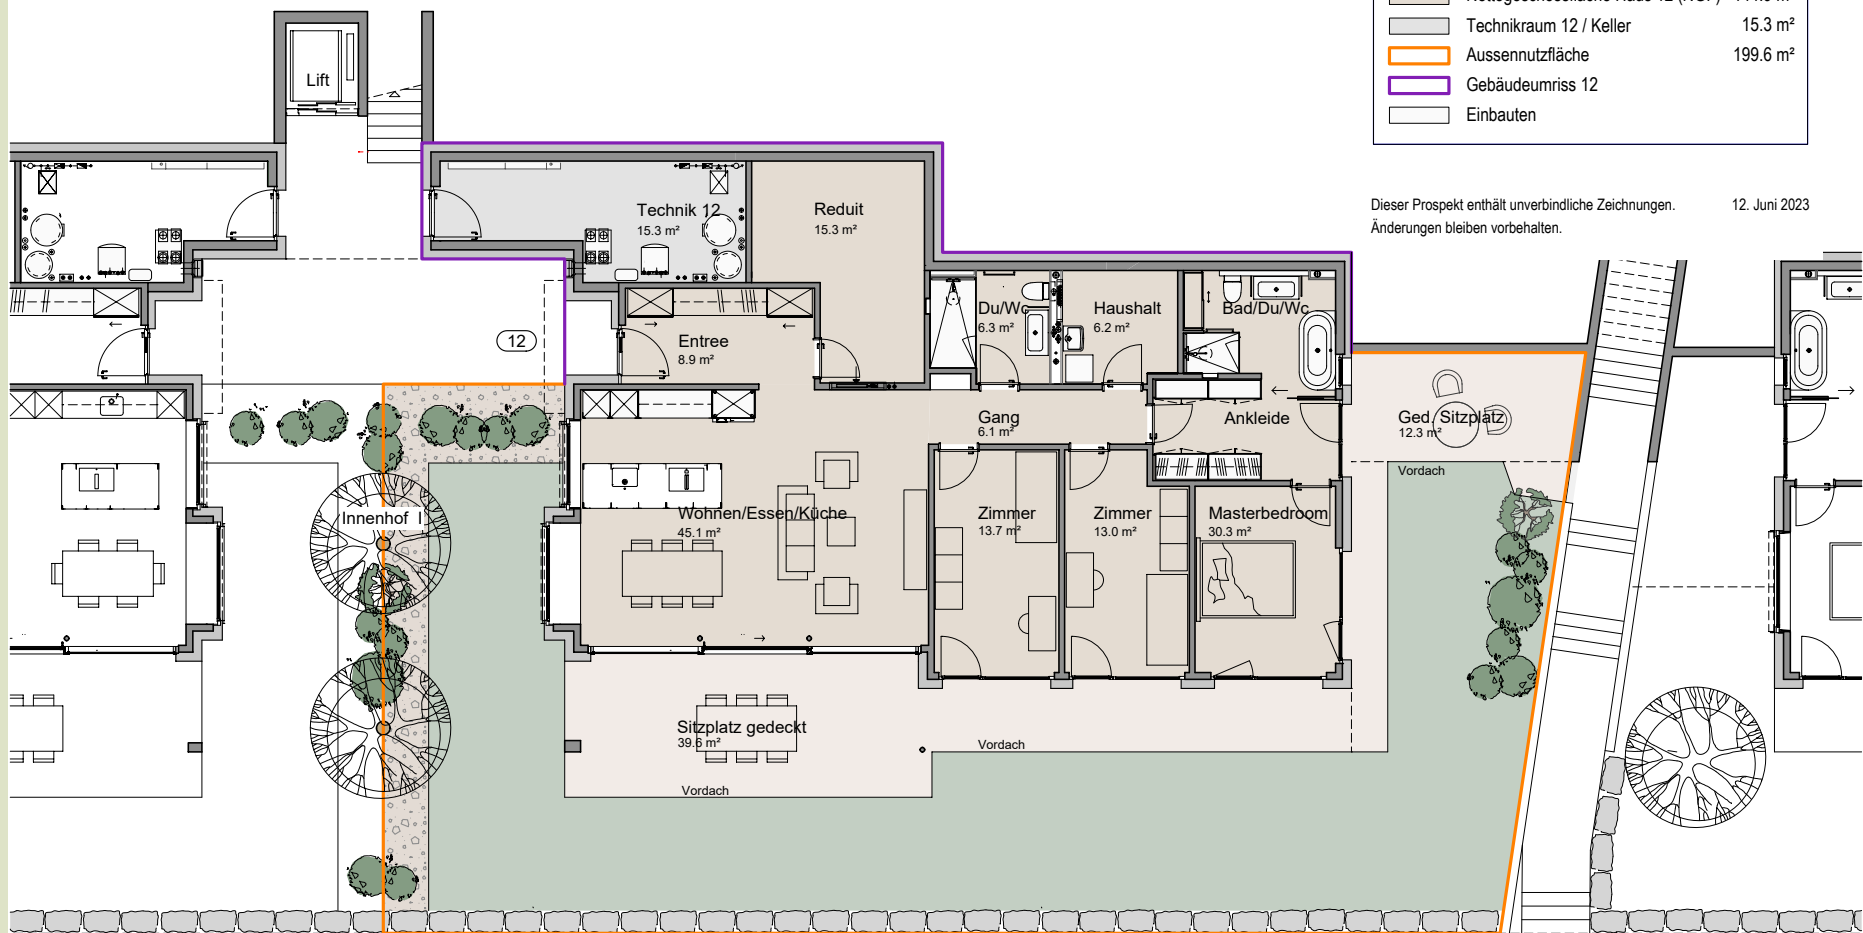 Technikraum 12 / Keller 15.3 m²
Aussennutzfläche 199.6 m²
Gebäudeumriss 12
Einbauten
Dieser Prospekt enthält unverbindliche Zeichnungen. 12. Juni 2023
Änderungen bleiben vorbehalten.
Lift
Technik 12
15.3 m²
Reduit
15.3 m²
12
Entree
8.9 m²
Du/Wc
6.3 m²
Haushalt
6.2 m²
Bad/Du/Wc
Gang
6.1 m²
Ankleide
Ged. Sitzplatz
12.3 m²
Vordach
Innenhof I
Wohnen/Essen/Küche
45.1 m²
Zimmer
13.7 m²
Zimmer
13.0 m²
Masterbedroom
30.3 m²
Sitzplatz gedeckt
39.6 m²
Vordach
Vordach